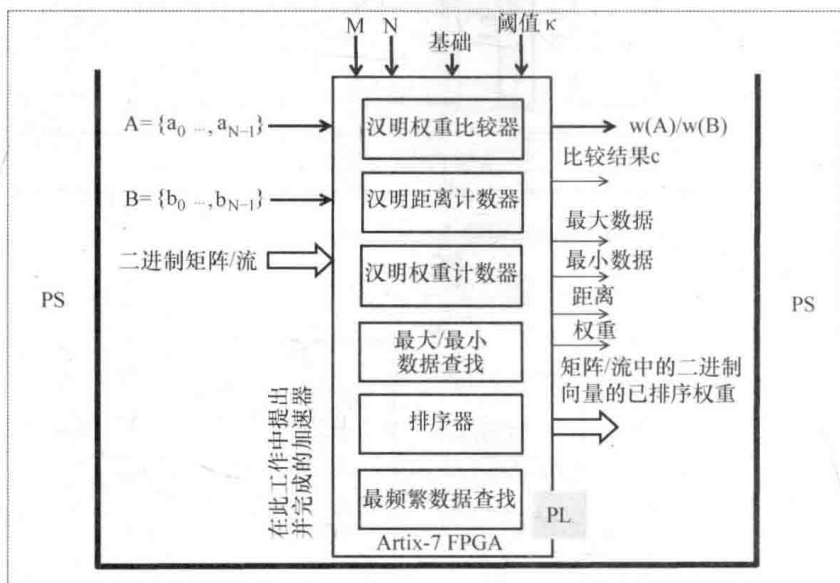 M N 基础 阈值 κ
A={a₀ ···, a_{N-1}}
B={b₀ ···, b_{N-1}}
二进制矩阵/流
PS
在此工作中提出
并完成的加速器
汉明权重比较器
汉明距离计数器
汉明权重计数器
最大/最小
数据查找
排序器
最频繁数据查找
Artix-7 FPGA
PL
w(A)/w(B)
比较结果c
最大数据
最小数据
距离
权重
矩阵/流中的二进制
向量的已排序权重
PS